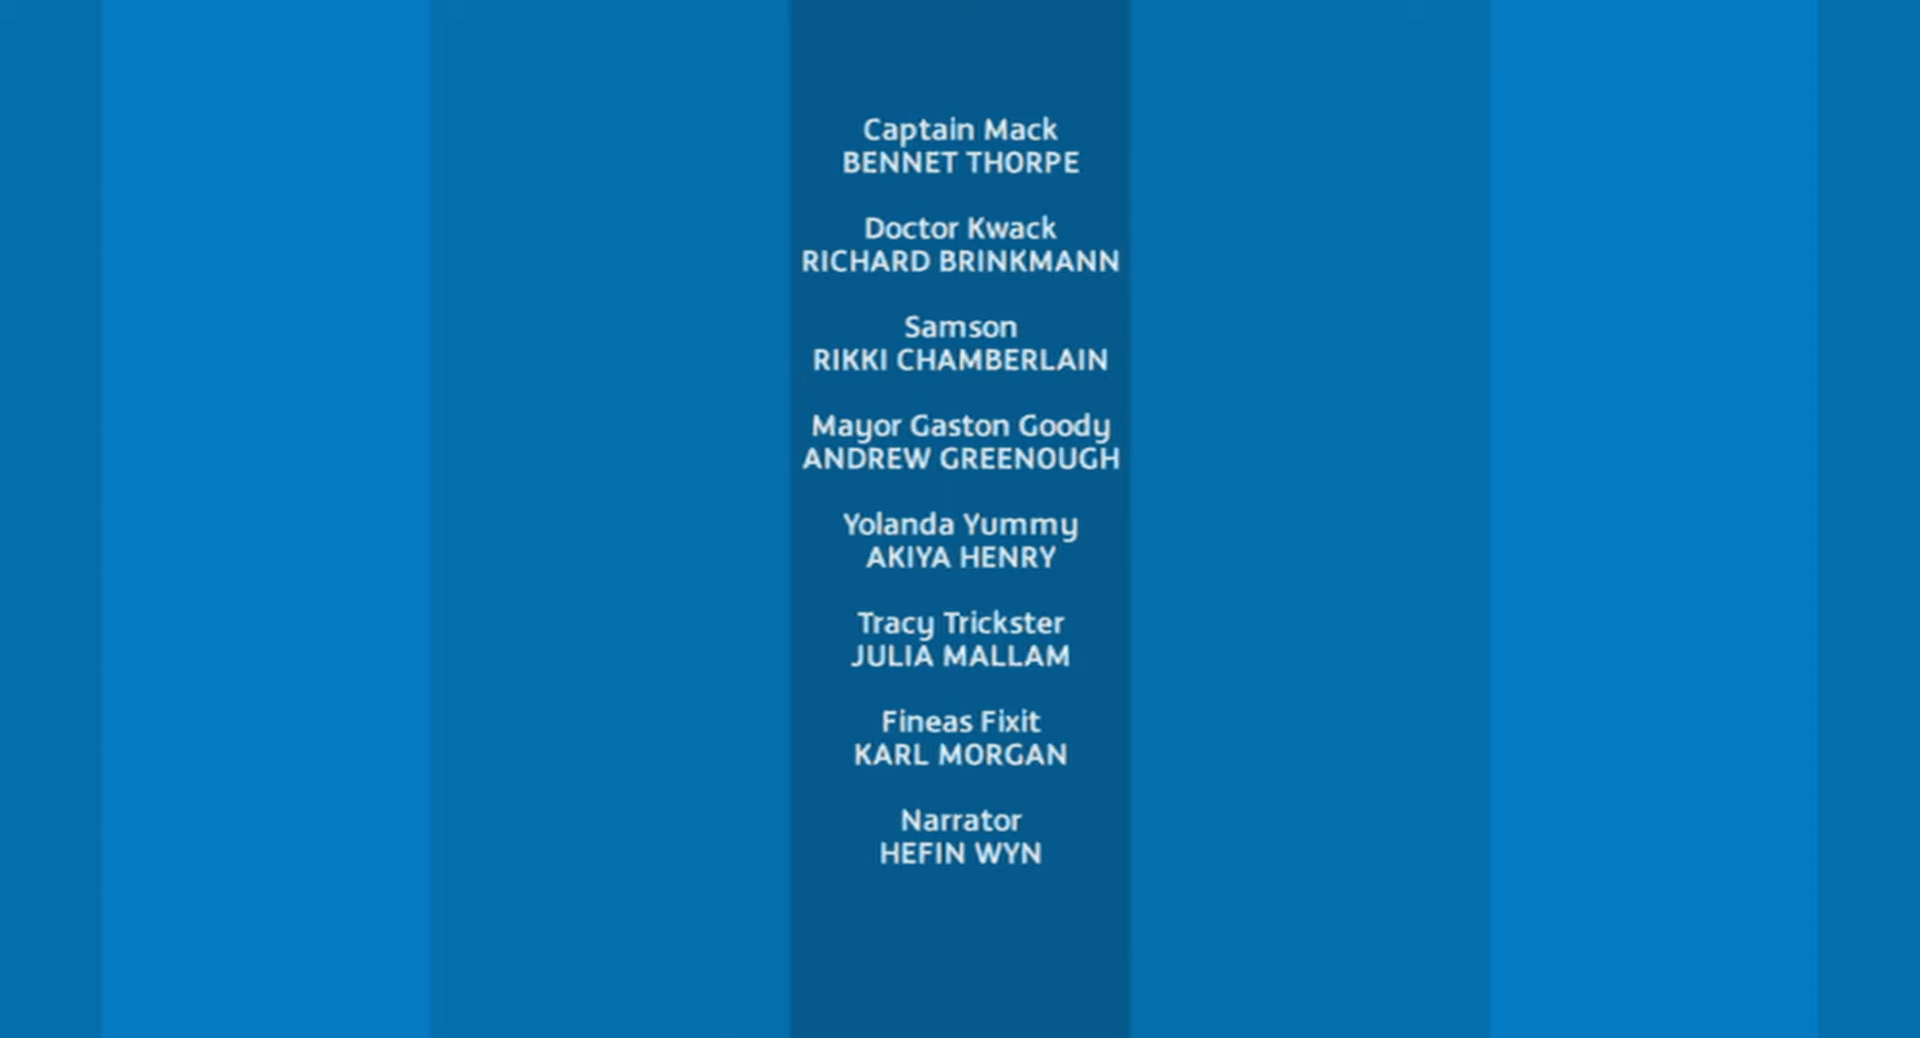 Captain Mack
BENNET THORPE
Doctor Kwack
RICHARD BRINKMANN
Samson
RIKKI CHAMBERLAIN
Mayor Gaston Goody
ANDREW GREENOUGH
Yolanda Yummy
AKIYA HENRY
Tracy Trickster
JULIA MALLAM
Fineas Fixit
KARL MORGAN
Narrator
HEFIN WYN